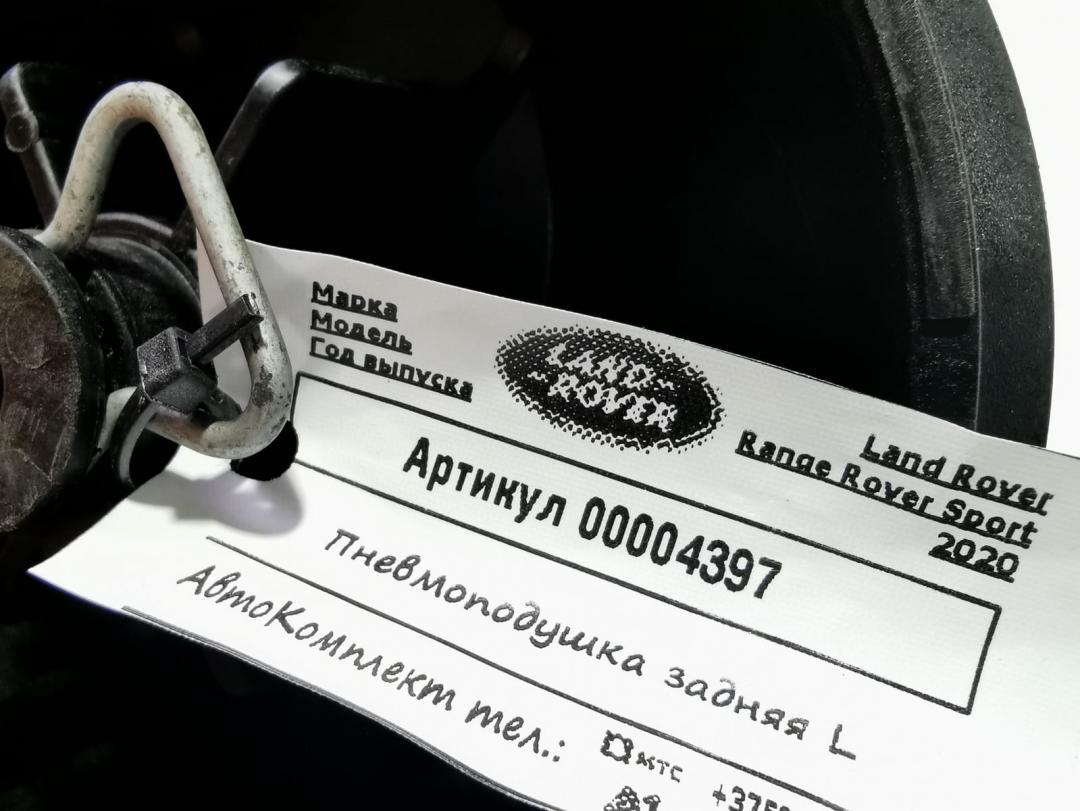 Марка
Модель
Год выпуска
LAND-
-ROVER
Land Rover
Range Rover Sport
2020
Артикул 00004397
Пневмоподушка задняя L
АвтоКомплект тел.:
мтс